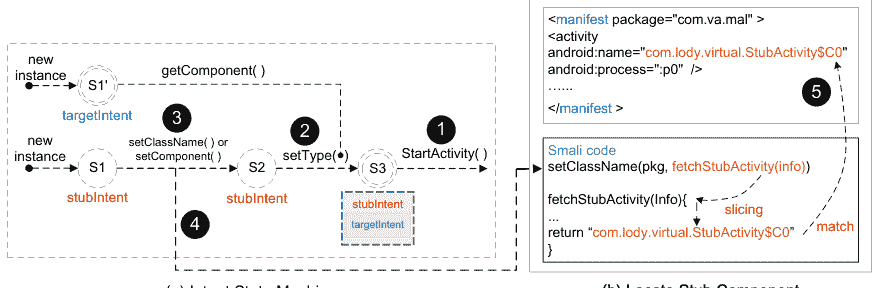 new
instance
S1'
getComponent( )
targetIntent
3
2
1
new
instance
S1
setClassName( ) or
setComponent( )
S2
setType( )
S3
StartActivity( )
stubIntent
stubIntent
stubIntent
targetIntent
4
<manifest package="com.va.mal" >
<activity
android:name="com.lody.virtual.StubActivity$C0"
android:process=":p0" />
…...
</manifest >
5
Smali code
setClassName(pkg, fetchStubActivity(info))
fetchStubActivity(Info){
slicing
...
return “com.lody.virtual.StubActivity$C0”
match
}
(b) Locate Stub Component